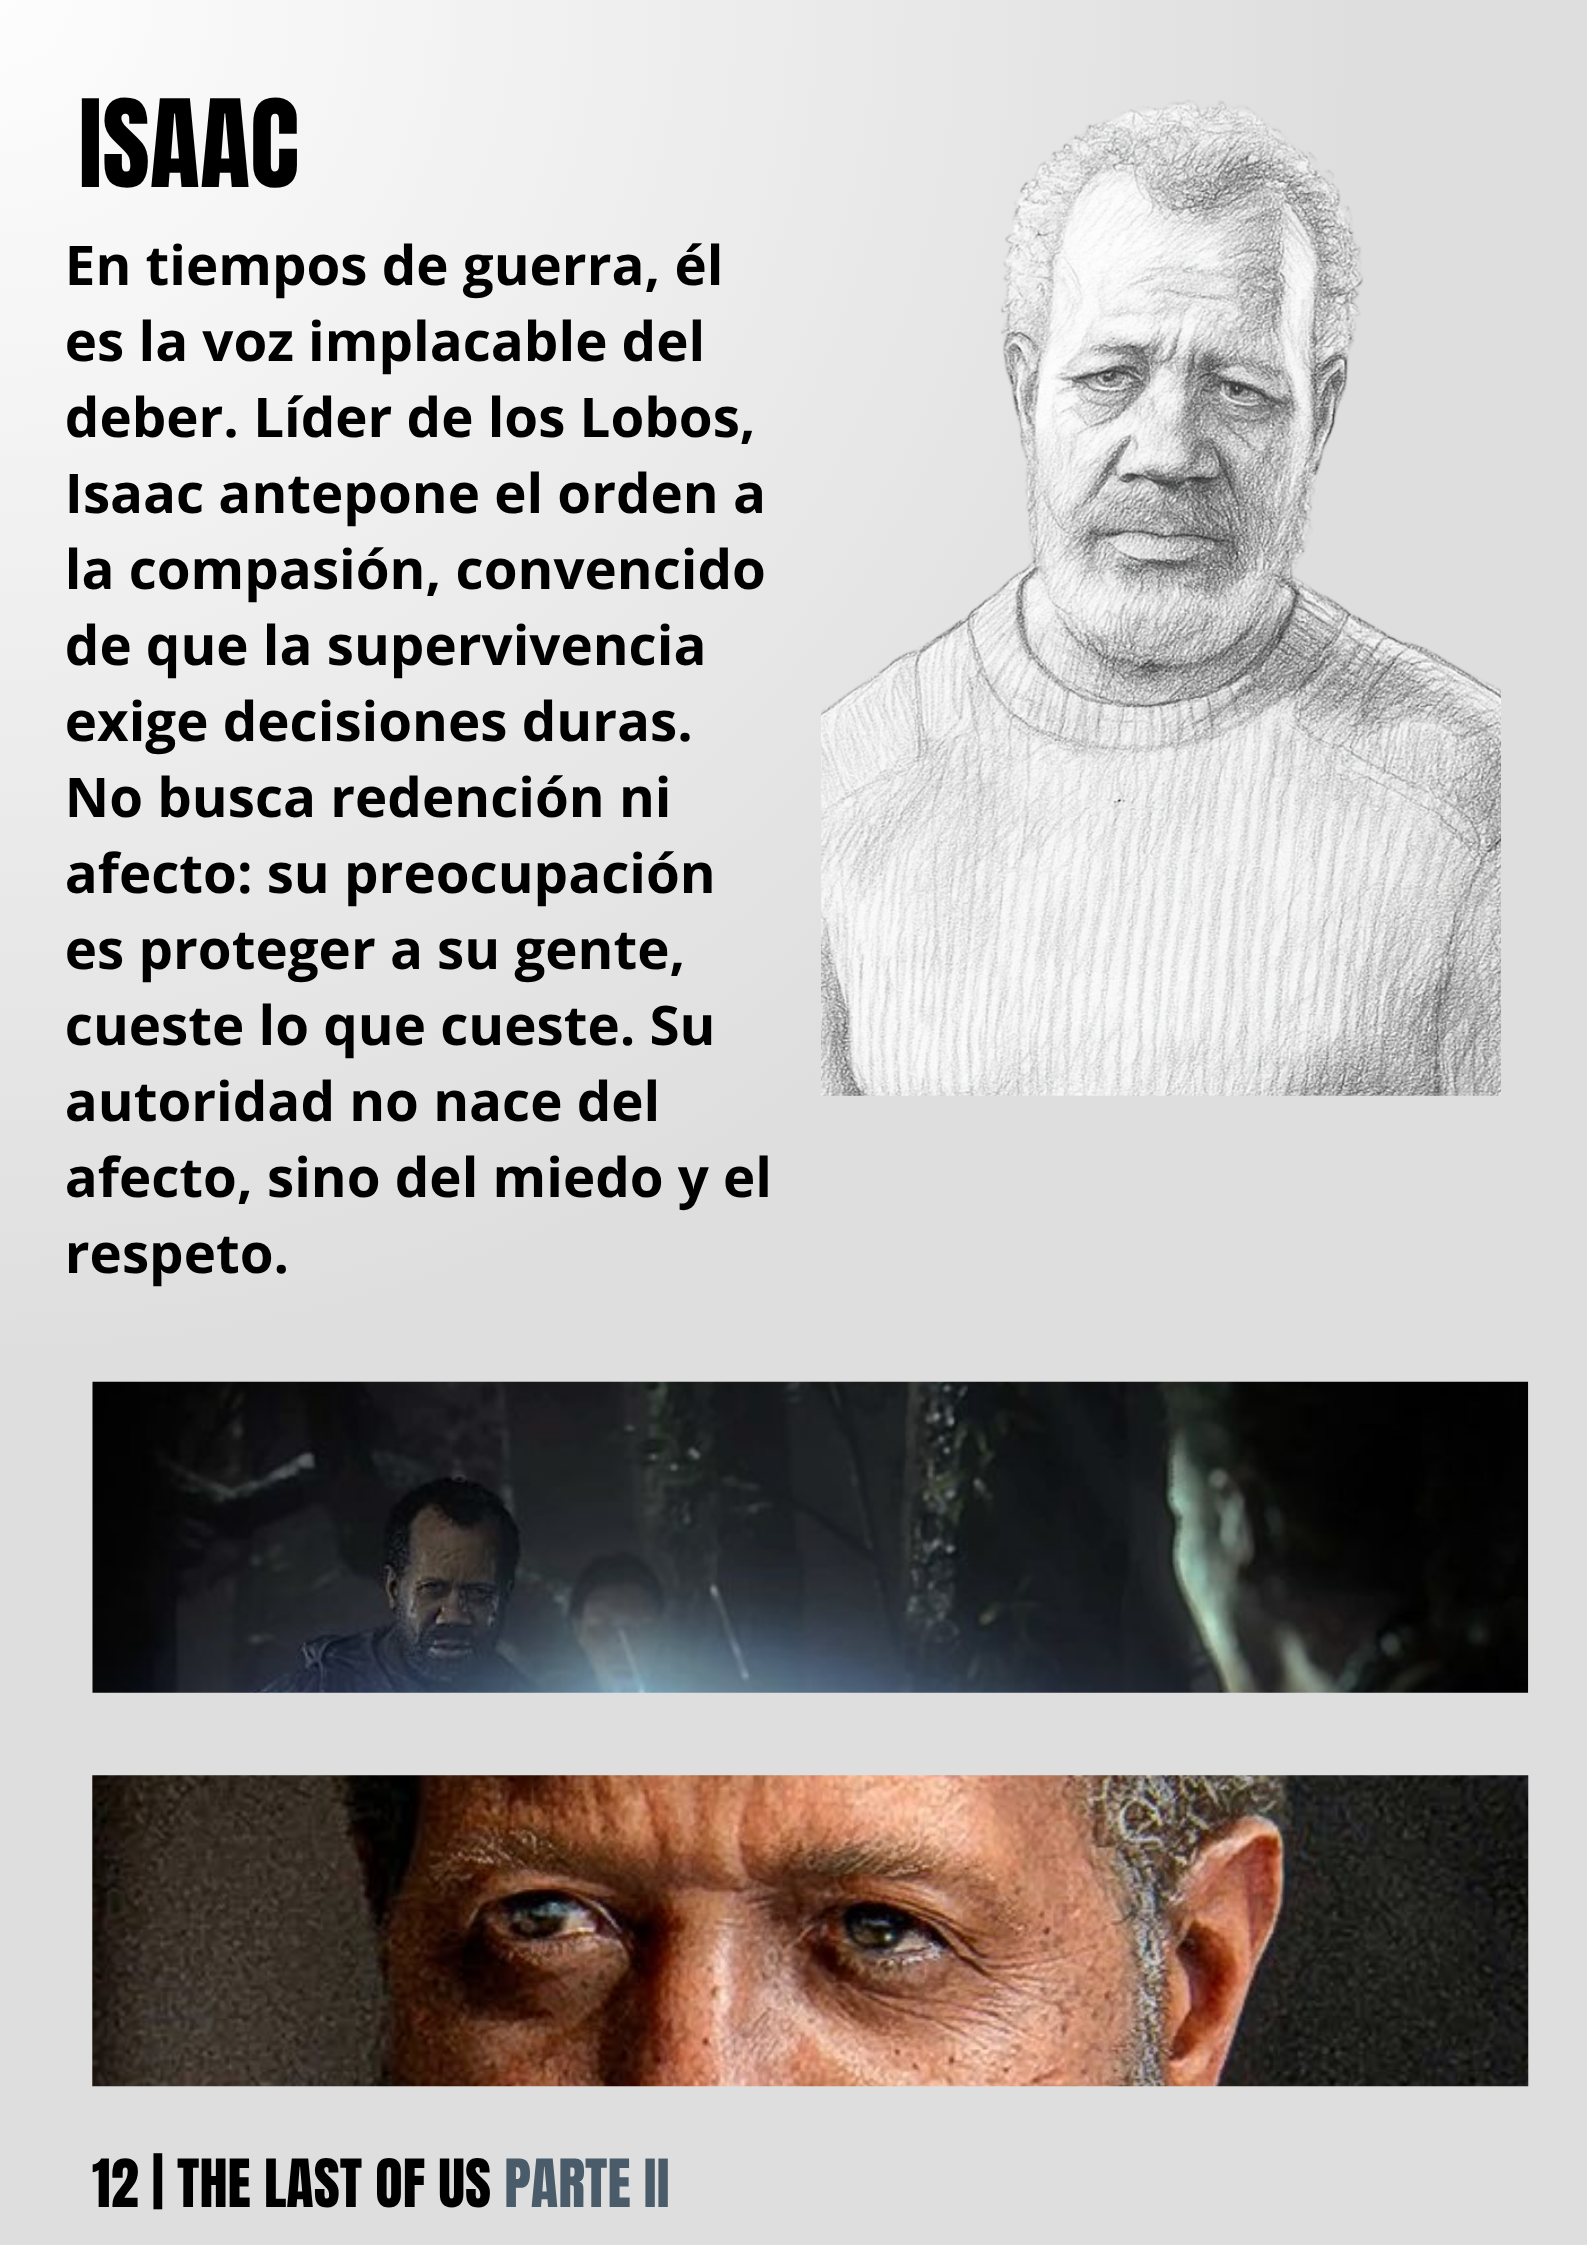 ISAAC
En tiempos de guerra, él
es la voz implacable del
deber. Líder de los Lobos,
Isaac antepone el orden a
la compasión, convencido
de que la supervivencia
exige decisiones duras.
No busca redención ni
afecto: su preocupación
es proteger a su gente,
cueste lo que cueste. Su
autoridad no nace del
afecto, sino del miedo y el
respeto.
12 | THE LAST OF US PARTE II